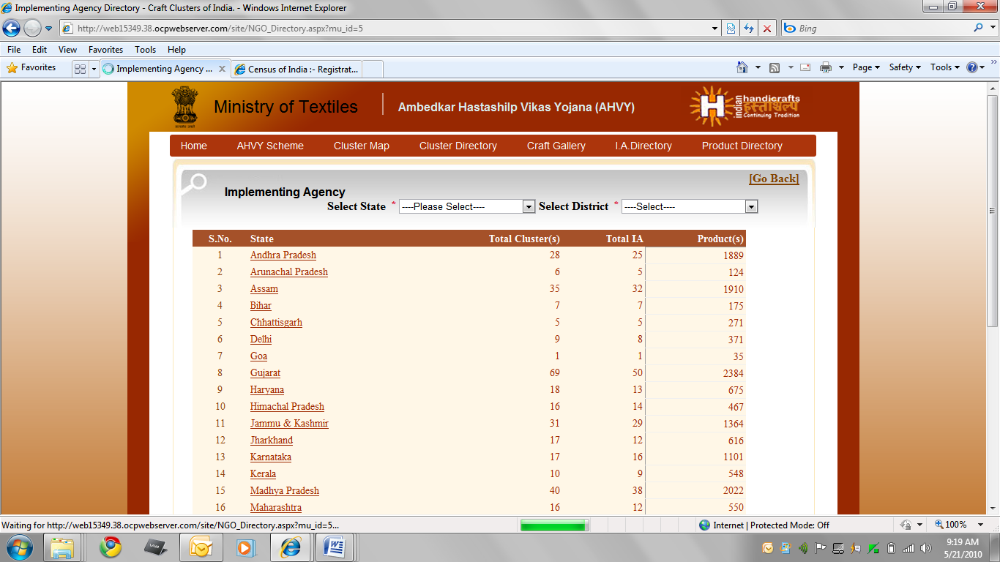 Implementing Agency Directory - Craft Clusters of India. - Windows Internet Explorer
http://web15349.38.ocpwebserver.com/site/NGO_Directory.aspx?mu_id=5
Bing
File Edit View Favorites Tools Help
Favorites
Implementing Agency ...
Census of India :- Registrat...
Page Safety Tools
Ministry of Textiles
Ambedkar Hastashilp Vikas Yojana (AHVY)
Indian handicrafts
हस्तशिल्प
Continuing Tradition
Home AHVY Scheme Cluster Map Cluster Directory Craft Gallery I.A.Directory Product Directory
[Go Back]
Implementing Agency
Select State * ----Please Select---- Select District * ----Select----
S.No. State Total Cluster(s) Total IA Product(s)
1 Andhra Pradesh 28 25 1889
2 Arunachal Pradesh 6 5 124
3 Assam 35 32 1910
4 Bihar 7 7 175
5 Chhattisgarh 5 5 271
6 Delhi 9 8 371
7 Goa 1 1 35
8 Gujarat 69 50 2384
9 Haryana 18 13 675
10 Himachal Pradesh 16 14 467
11 Jammu & Kashmir 31 29 1364
12 Jharkhand 17 12 616
13 Karnataka 17 16 1101
14 Kerala 10 9 548
15 Madhya Pradesh 40 38 2022
16 Maharashtra 16 12 550
Waiting for http://web15349.38.ocpwebserver.com/site/NGO_Directory.aspx?mu_id=5...
Internet | Protected Mode: Off
100%
9:19 AM
5/21/2010